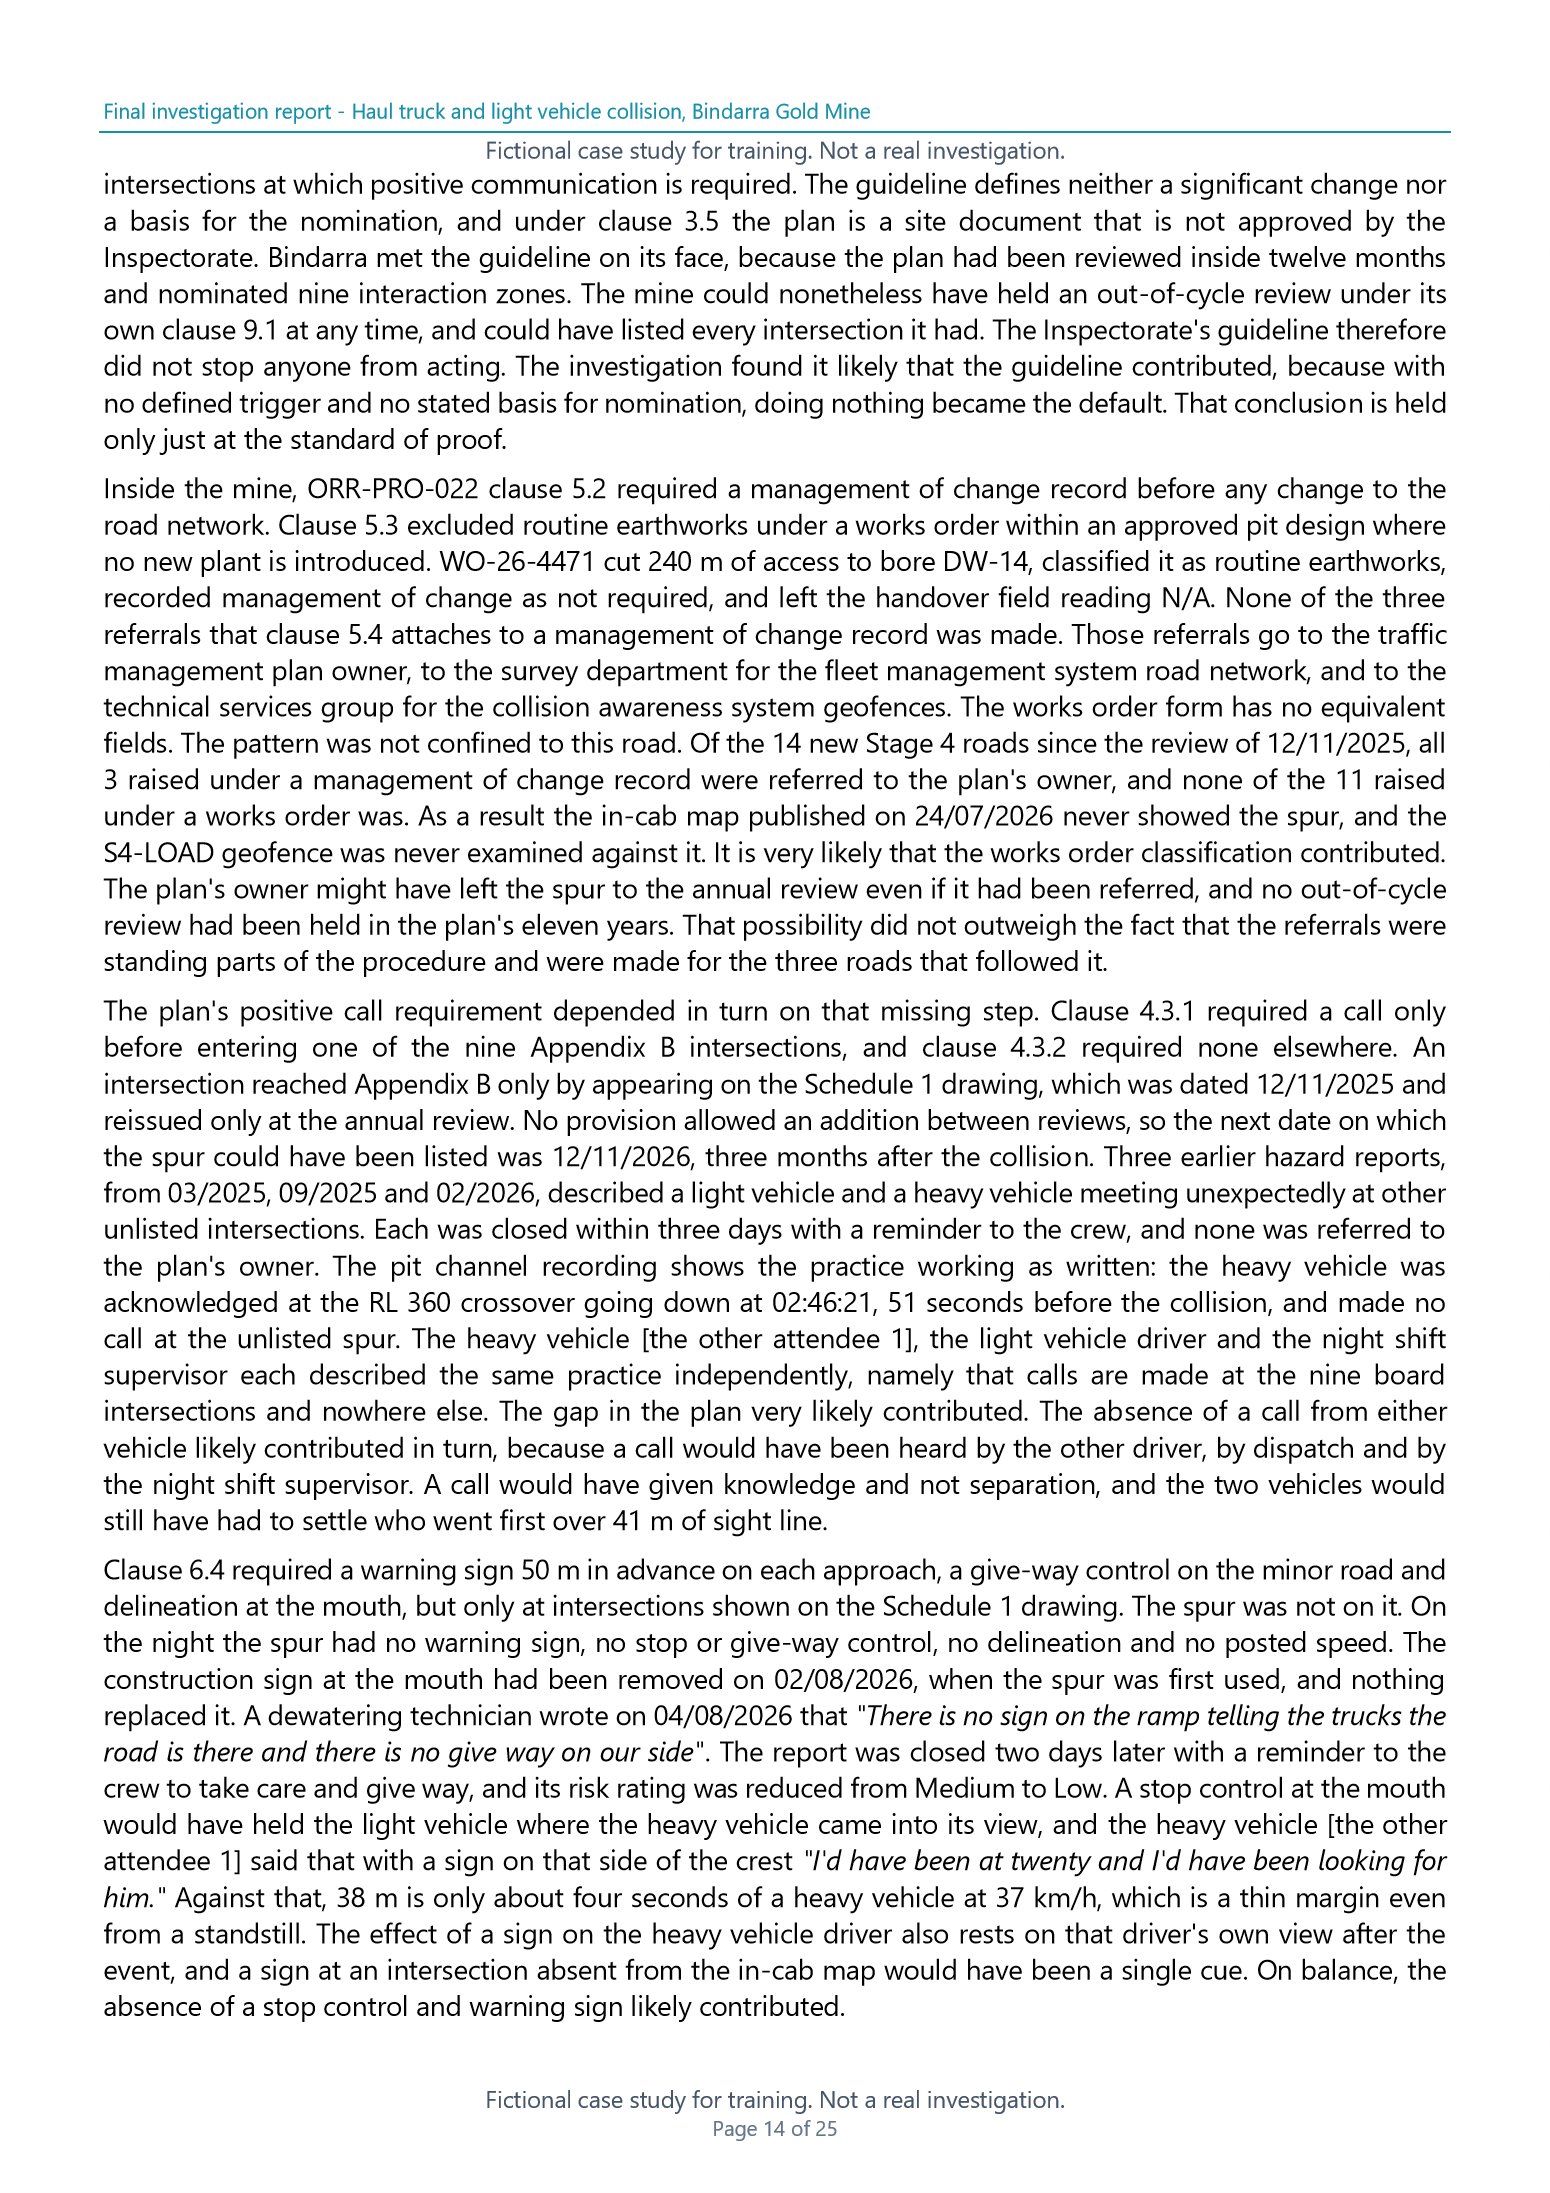 Final investigation report - Haul truck and light vehicle collision, Bindarra Gold Mine
Fictional case study for training. Not a real investigation.
intersections at which positive communication is required. The guideline defines neither a significant change nor
a basis for the nomination, and under clause 3.5 the plan is a site document that is not approved by the
Inspectorate. Bindarra met the guideline on its face, because the plan had been reviewed inside twelve months
and nominated nine interaction zones. The mine could nonetheless have held an out-of-cycle review under its
own clause 9.1 at any time, and could have listed every intersection it had. The Inspectorate's guideline therefore
did not stop anyone from acting. The investigation found it likely that the guideline contributed, because with
no defined trigger and no stated basis for nomination, doing nothing became the default. That conclusion is held
only just at the standard of proof.
Inside the mine, ORR-PRO-022 clause 5.2 required a management of change record before any change to the
road network. Clause 5.3 excluded routine earthworks under a works order within an approved pit design where
no new plant is introduced. WO-26-4471 cut 240 m of access to bore DW-14, classified it as routine earthworks,
recorded management of change as not required, and left the handover field reading N/A. None of the three
referrals that clause 5.4 attaches to a management of change record was made. Those referrals go to the traffic
management plan owner, to the survey department for the fleet management system road network, and to the
technical services group for the collision awareness system geofences. The works order form has no equivalent
fields. The pattern was not confined to this road. Of the 14 new Stage 4 roads since the review of 12/11/2025, all
3 raised under a management of change record were referred to the plan's owner, and none of the 11 raised
under a works order was. As a result the in-cab map published on 24/07/2026 never showed the spur, and the
S4-LOAD geofence was never examined against it. It is very likely that the works order classification contributed.
The plan's owner might have left the spur to the annual review even if it had been referred, and no out-of-cycle
review had been held in the plan's eleven years. That possibility did not outweigh the fact that the referrals were
standing parts of the procedure and were made for the three roads that followed it.
The plan's positive call requirement depended in turn on that missing step. Clause 4.3.1 required a call only
before entering one of the nine Appendix B intersections, and clause 4.3.2 required none elsewhere. An
intersection reached Appendix B only by appearing on the Schedule 1 drawing, which was dated 12/11/2025 and
reissued only at the annual review. No provision allowed an addition between reviews, so the next date on which
the spur could have been listed was 12/11/2026, three months after the collision. Three earlier hazard reports,
from 03/2025, 09/2025 and 02/2026, described a light vehicle and a heavy vehicle meeting unexpectedly at other
unlisted intersections. Each was closed within three days with a reminder to the crew, and none was referred to
the plan's owner. The pit channel recording shows the practice working as written: the heavy vehicle was
acknowledged at the RL 360 crossover going down at 02:46:21, 51 seconds before the collision, and made no
call at the unlisted spur. The heavy vehicle [the other attendee 1], the light vehicle driver and the night shift
supervisor each described the same practice independently, namely that calls are made at the nine board
intersections and nowhere else. The gap in the plan very likely contributed. The absence of a call from either
vehicle likely contributed in turn, because a call would have been heard by the other driver, by dispatch and by
the night shift supervisor. A call would have given knowledge and not separation, and the two vehicles would
still have had to settle who went first over 41 m of sight line.
Clause 6.4 required a warning sign 50 m in advance on each approach, a give-way control on the minor road and
delineation at the mouth, but only at intersections shown on the Schedule 1 drawing. The spur was not on it. On
the night the spur had no warning sign, no stop or give-way control, no delineation and no posted speed. The
construction sign at the mouth had been removed on 02/08/2026, when the spur was first used, and nothing
replaced it. A dewatering technician wrote on 04/08/2026 that "There is no sign on the ramp telling the trucks the
road is there and there is no give way on our side". The report was closed two days later with a reminder to the
crew to take care and give way, and its risk rating was reduced from Medium to Low. A stop control at the mouth
would have held the light vehicle where the heavy vehicle came into its view, and the heavy vehicle [the other
attendee 1] said that with a sign on that side of the crest "I'd have been at twenty and I'd have been looking for
him." Against that, 38 m is only about four seconds of a heavy vehicle at 37 km/h, which is a thin margin even
from a standstill. The effect of a sign on the heavy vehicle driver also rests on that driver's own view after the
event, and a sign at an intersection absent from the in-cab map would have been a single cue. On balance, the
absence of a stop control and warning sign likely contributed.
Fictional case study for training. Not a real investigation.
Page 14 of 25